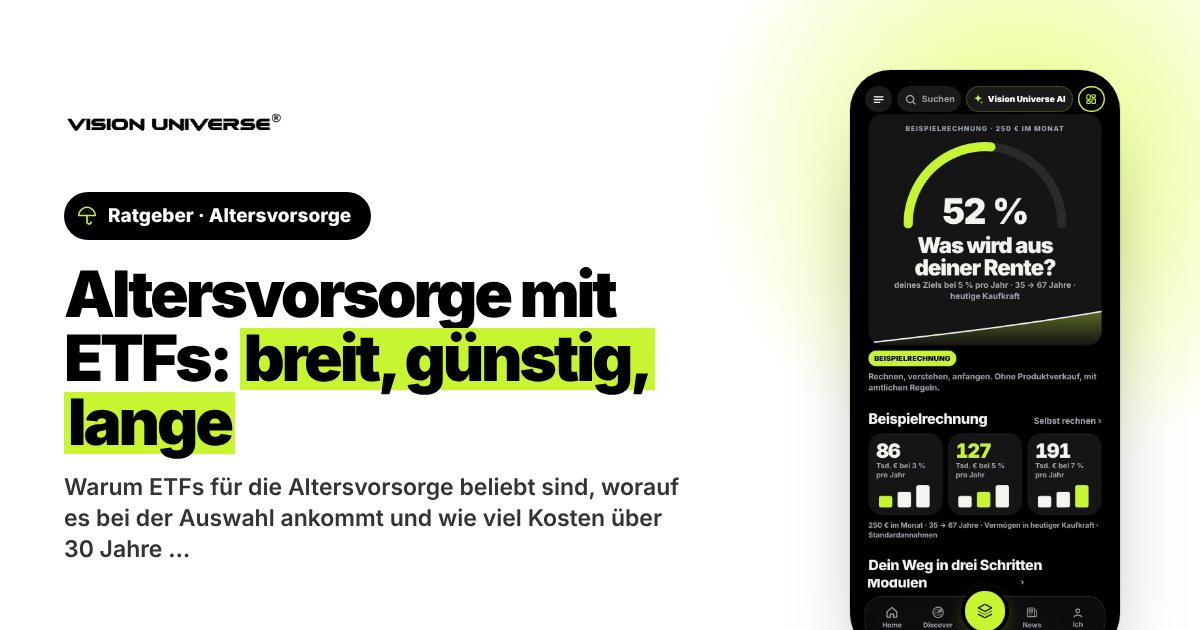 VISION UNIVERSE®
Ratgeber · Altersvorsorge
Altersvorsorge mit
ETFs: breit, günstig,
lange
Warum ETFs für die Altersvorsorge beliebt sind, worauf
es bei der Auswahl ankommt und wie viel Kosten über
30 Jahre ...
Suchen
Vision Universe AI
BEISPIELRECHNUNG · 250 € IM MONAT
52 %
Was wird aus
deiner Rente?
deines Ziels bei 5 % pro Jahr · 35 → 67 Jahre ·
heutige Kaufkraft
BEISPIELRECHNUNG
Rechnen, verstehen, anfangen. Ohne Produktverkauf, mit
amtlichen Regeln.
Beispielrechnung
Selbst rechnen ›
86
Tsd. € bei 3 %
pro Jahr
127
Tsd. € bei 5 %
pro Jahr
191
Tsd. € bei 7 %
pro Jahr
250 € im Monat · 35 → 67 Jahre · Vermögen in heutiger Kaufkraft ·
Standardannahmen
Dein Weg in drei Schritten
Modulen ›
Home
Discover
News
Ich